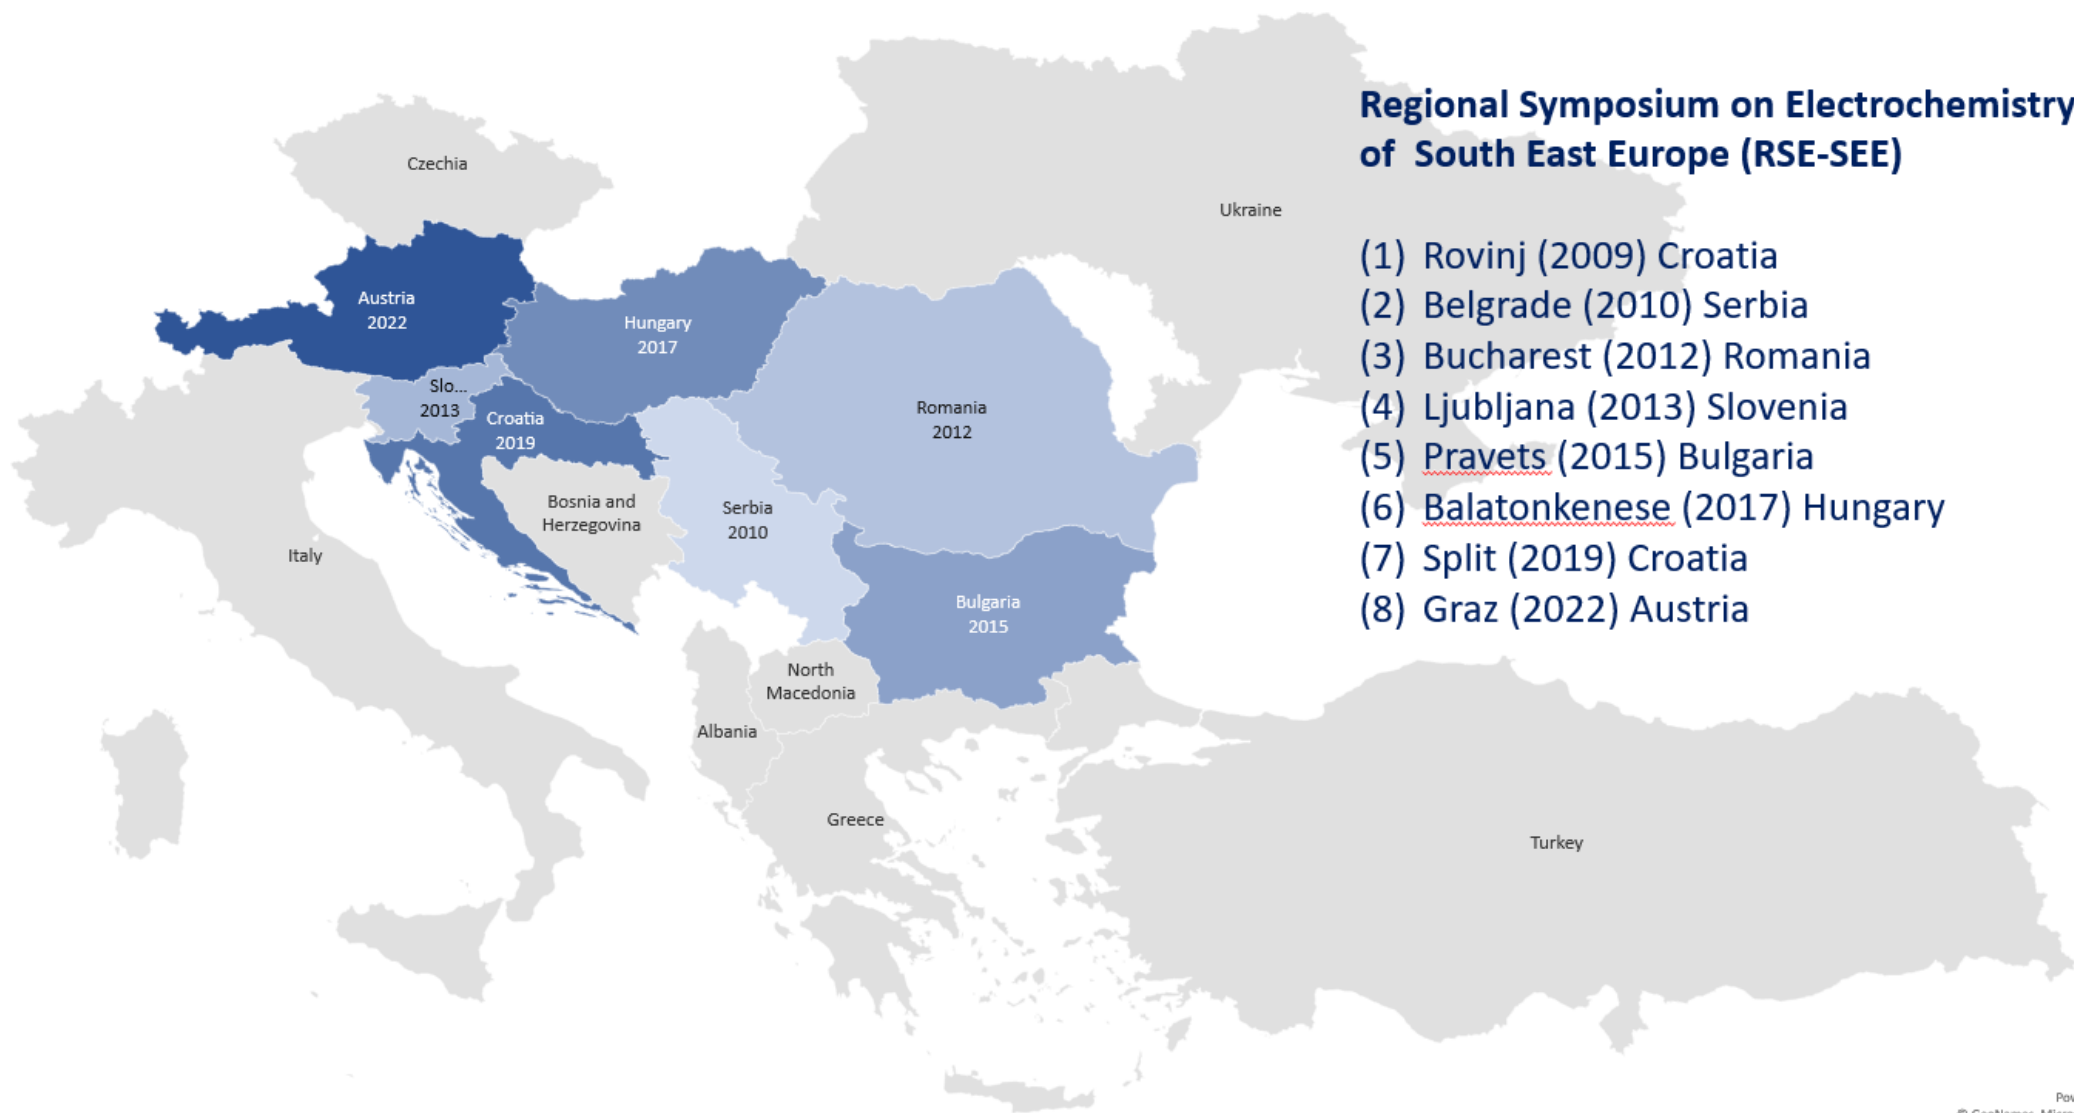 Regional Symposium on Electrochemistry
of South East Europe (RSE-SEE)
(1) Rovinj (2009) Croatia
(2) Belgrade (2010) Serbia
(3) Bucharest (2012) Romania
(4) Ljubljana (2013) Slovenia
(5) Pravets (2015) Bulgaria
(6) Balatonkenese (2017) Hungary
(7) Split (2019) Croatia
(8) Graz (2022) Austria
Czechia
Ukraine
Austria
2022
Hungary
2017
Slo...
2013
Croatia
2019
Romania
2012
Bosnia and
Herzegovina
Serbia
2010
Italy
Bulgaria
2015
North
Macedonia
Albania
Greece
Turkey